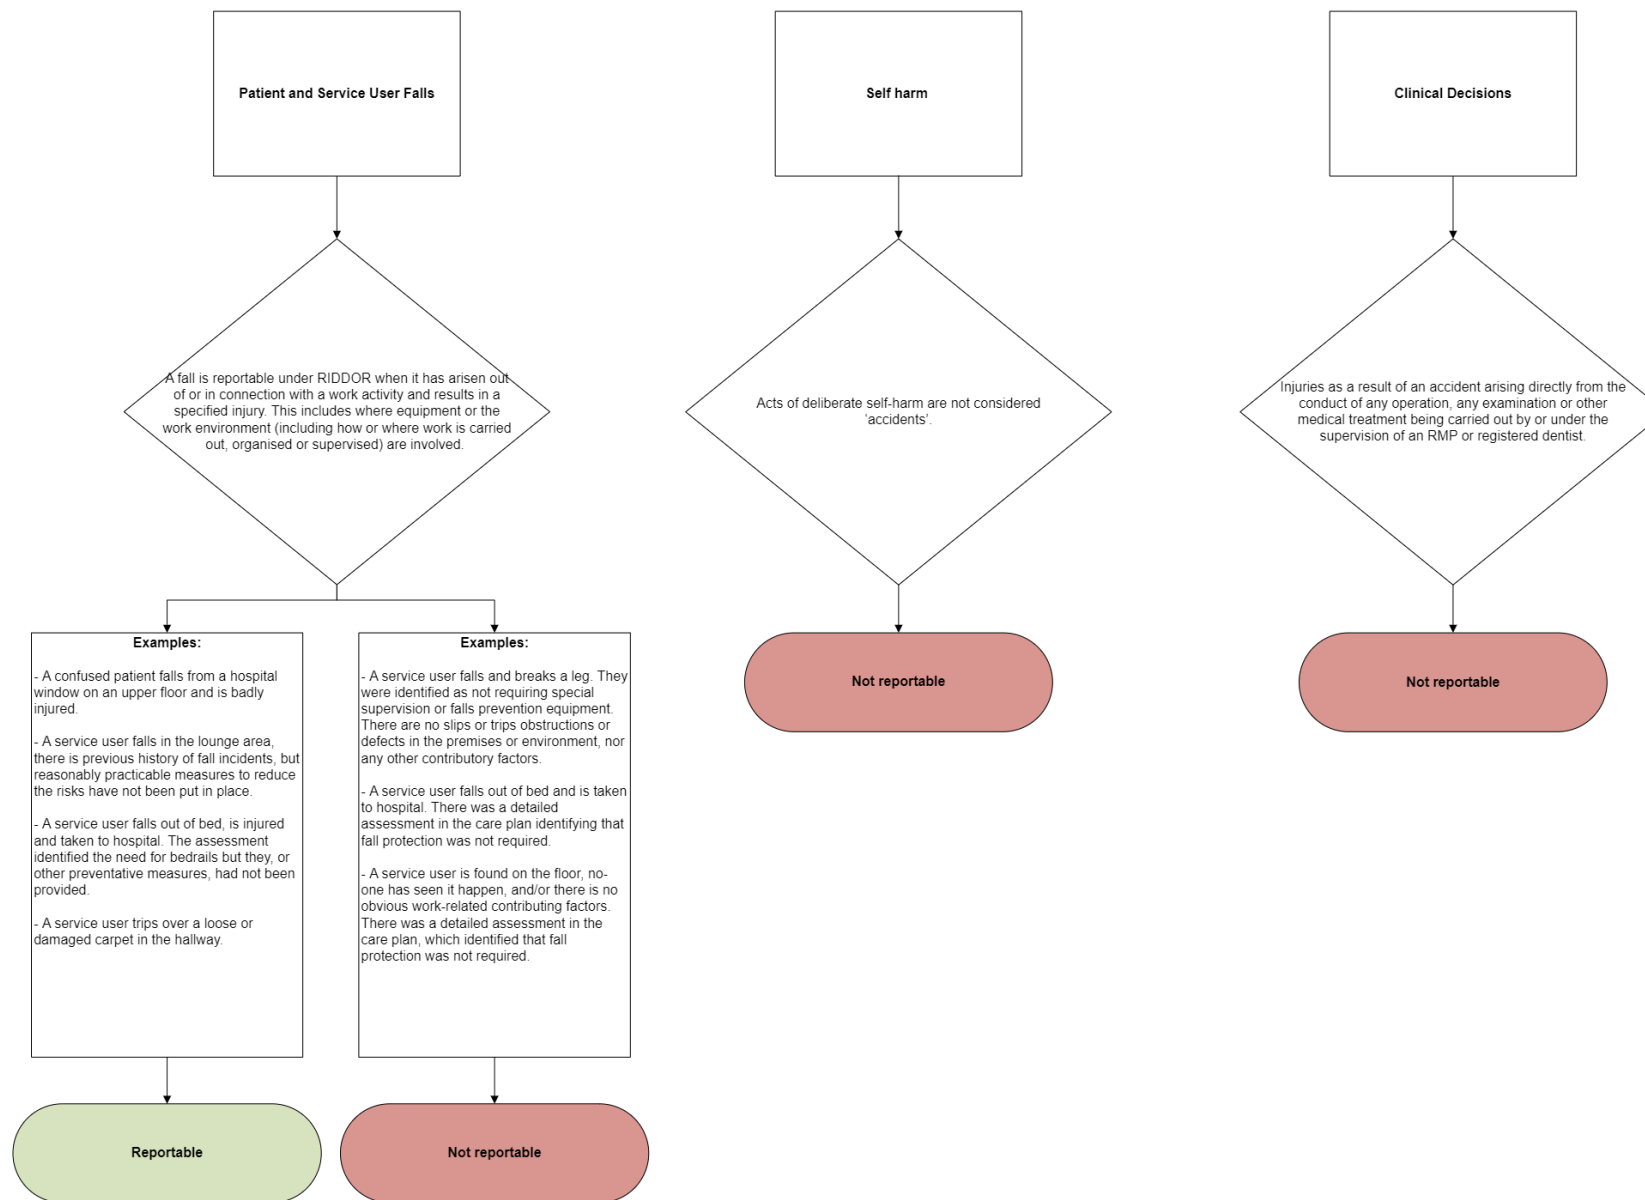 Patient and Service User Falls
Self harm
Clinical Decisions
A fall is reportable under RIDDOR when it has arisen out
of or in connection with a work activity and results in a
specified injury. This includes where equipment or the
work environment (including how or where work is carried
out, organised or supervised) are involved.
Acts of deliberate self-harm are not considered
'accidents'.
Injuries as a result of an accident arising directly from the
conduct of any operation, any examination or other
medical treatment being carried out by or under the
supervision of an RMP or registered dentist.
Examples:
- A confused patient falls from a hospital
window on an upper floor and is badly
injured.
- A service user falls in the lounge area,
there is previous history of fall incidents, but
reasonably practicable measures to reduce
the risks have not been put in place.
- A service user falls out of bed, is injured
and taken to hospital. The assessment
identified the need for bedrails but they, or
other preventative measures, had not been
provided.
- A service user trips over a loose or
damaged carpet in the hallway.
Examples:
- A service user falls and breaks a leg. They
were identified as not requiring special
supervision or falls prevention equipment.
There are no slips or trips obstructions or
defects in the premises or environment, nor
any other contributory factors.
- A service user falls out of bed and is taken
to hospital. There was a detailed
assessment in the care plan identifying that
fall protection was not required.
- A service user is found on the floor, no-
one has seen it happen, and/or there is no
obvious work-related contributing factors.
There was a detailed assessment in the
care plan, which identified that fall
protection was not required.
Not reportable
Not reportable
Reportable
Not reportable